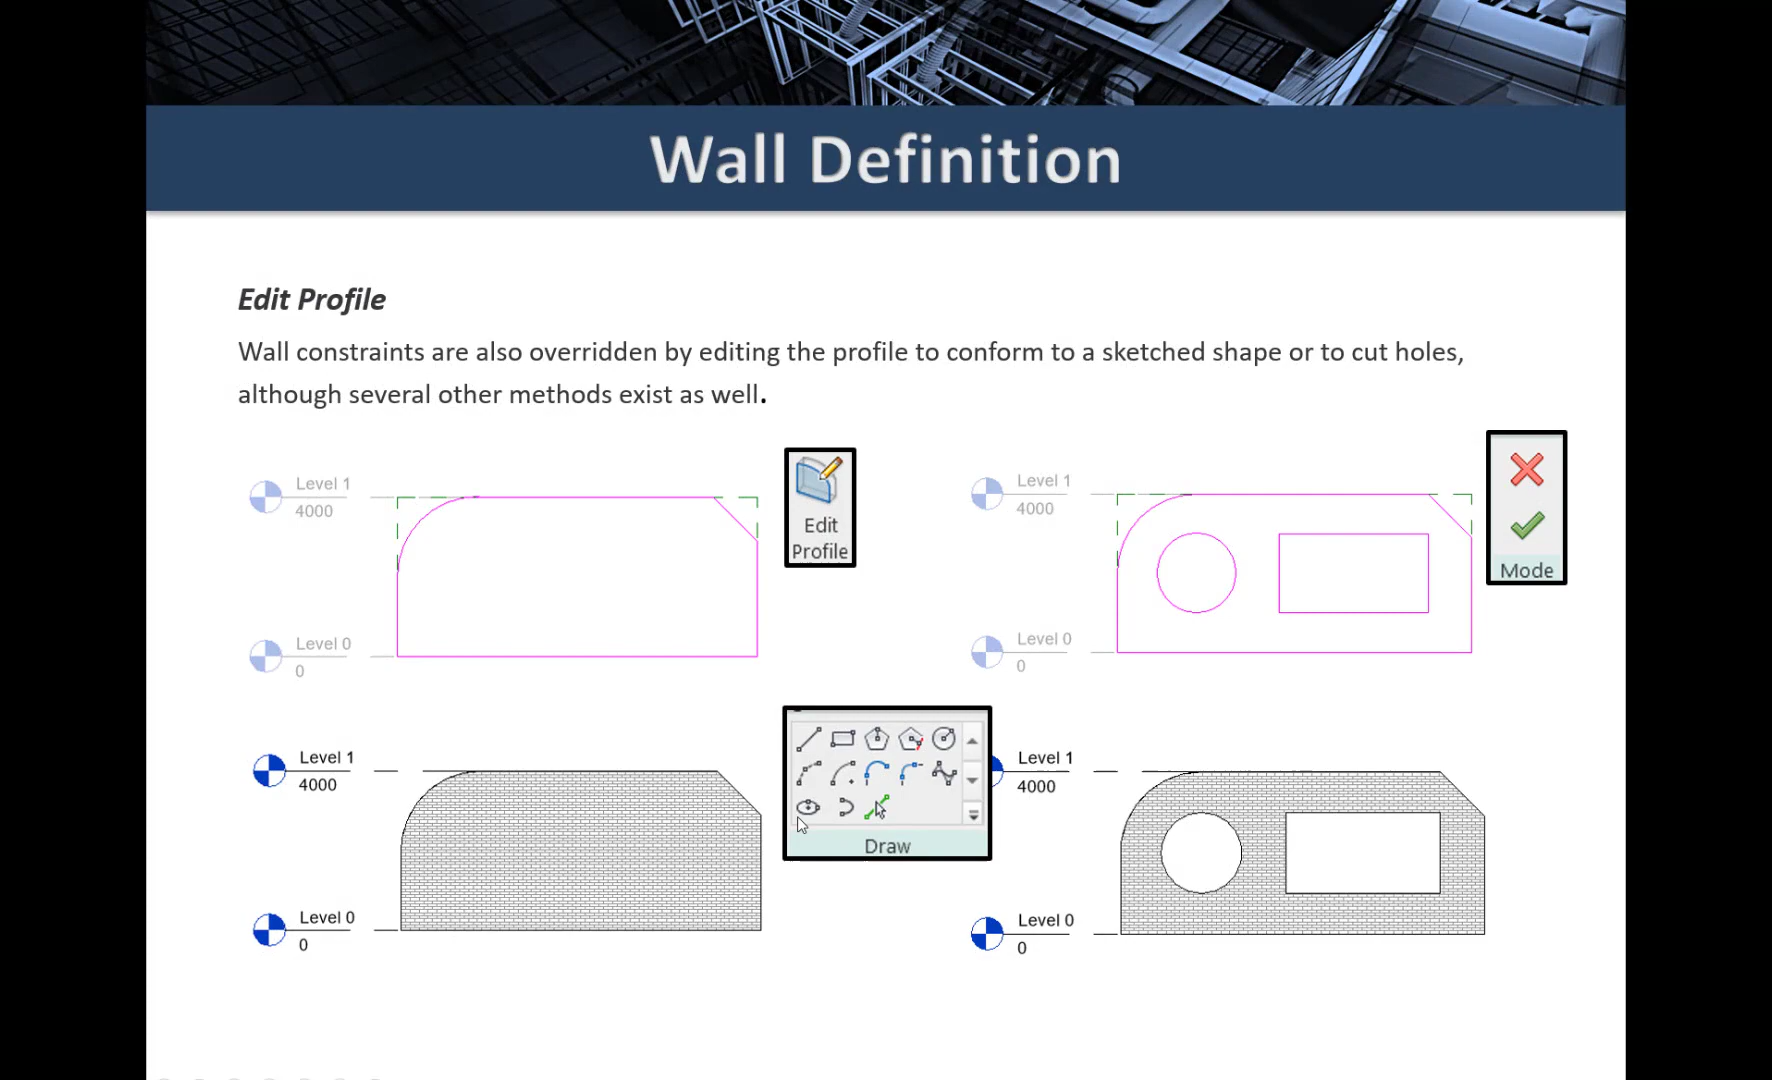 Wall Definition
Edit Profile
Wall constraints are also overridden by editing the profile to conform to a sketched shape or to cut holes,
although several other methods exist as well.
Level 1
4000
Level 0
0
Edit
Profile
Level 1
4000
Level 0
0
Mode
Level 1
4000
Level 0
0
Draw
Level 1
4000
Level 0
0